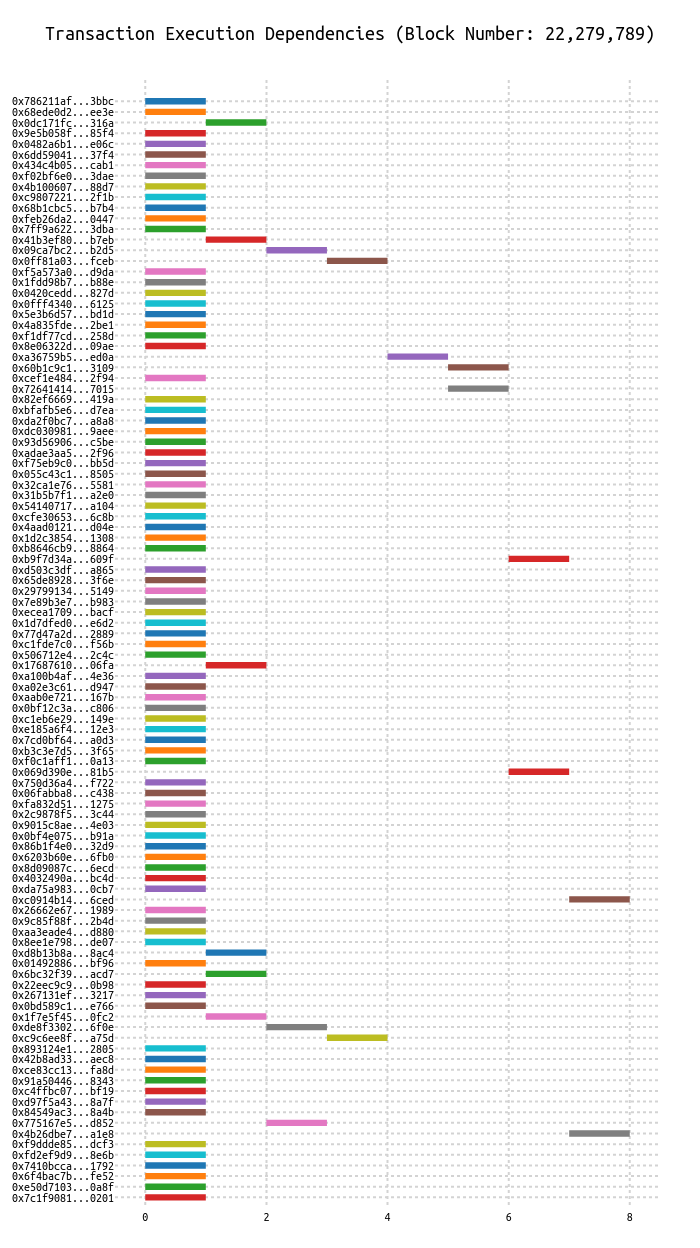 Transaction Execution Dependencies (Block Number: 22,279,789)
0x786211af...3bbc
0x68ede0d2...ee3e
0x0dc171fc...316a
0x9e5b058f...85f4
0x0482a6b1...e06c
0x6dd59041...37f4
0x434c4b05...cab1
0xf02bf6e0...3dae
0x4b100607...88d7
0xc9807221...2f1b
0x68b1cbc5...b7b4
0xfeb26da2...0447
0x7ff9a622...3dba
0x41b3ef80...b7eb
0x09ca7bc2...b2d5
0x0ff81a03...fceb
0xf5a573a0...d9da
0x1fdd98b7...b88e
0x0420cedd...827d
0x0fff4340...6125
0x5e3b6d57...bd1d
0x4a835fde...2be1
0xf1df77cd...258d
0x8e06322d...09ae
0xa36759b5...ed0a
0x60b1c9c1...3109
0xcef1e484...2f94
0x72641414...7015
0x82ef6669...419a
0xbfafb5e6...d7ea
0xda2f0bc7...a8a8
0xdc030981...9aee
0x93d56906...c5be
0xadae3aa5...2f96
0xf75eb9c0...bb5d
0x055c43c1...8505
0x32ca1e76...5581
0x31b5b7f1...a2e0
0x54140717...a104
0xcfe30653...6c8b
0x4aad0121...d04e
0x1d2c3854...1308
0xb8646cb9...8864
0xb9f7d34a...609f
0xd503c3df...a865
0x65de8928...3f6e
0x29799134...5149
0x7e89b3e7...b983
0xecea1709...bacf
0x1d7dfed0...e6d2
0x77d47a2d...2889
0xc1fde7c0...f56b
0x506712e4...2c4c
0x17687610...06fa
0xa100b4af...4e36
0xa02e3c61...d947
0xaab0e721...167b
0x0bf12c3a...c806
0xc1eb6e29...149e
0xe185a6f4...12e3
0x7cd0bf64...a0d3
0xb3c3e7d5...3f65
0xf0c1aff1...0a13
0x069d390e...81b5
0x750d36a4...f722
0x06fabba8...c438
0xfa832d51...1275
0x2c9878f5...3c44
0x9015c8ae...4e03
0x0bf4e075...b91a
0x86b1f4e0...32d9
0x6203b60e...6fb0
0x8d09087c...6ecd
0x4032490a...bc4d
0xda75a983...0cb7
0xc0914b14...6ced
0x26662e67...1989
0x9c85f88f...2b4d
0xaa3eade4...d880
0x8ee1e798...de07
0xd8b13b8a...8ac4
0x01492886...bf96
0x6bc32f39...acd7
0x22eec9c9...0b98
0x267131ef...3217
0x0bd589c1...e766
0x1f7e5f45...0fc2
0xde8f3302...6f0e
0xc9c6ee8f...a75d
0x893124e1...2805
0x42b8ad33...aec8
0xce83cc13...fa8d
0x91a50446...8343
0xc4ffbc07...bf19
0xd97f5a43...8a7f
0x84549ac3...8a4b
0x775167e5...d852
0x4b26dbe7...a1e8
0xf9ddde85...dcf3
0xfd2ef9d9...8e6b
0x7410bcca...1792
0x6f4bac7b...fe52
0xe50d7103...0a8f
0x7c1f9081...0201
0 2 4 6 8